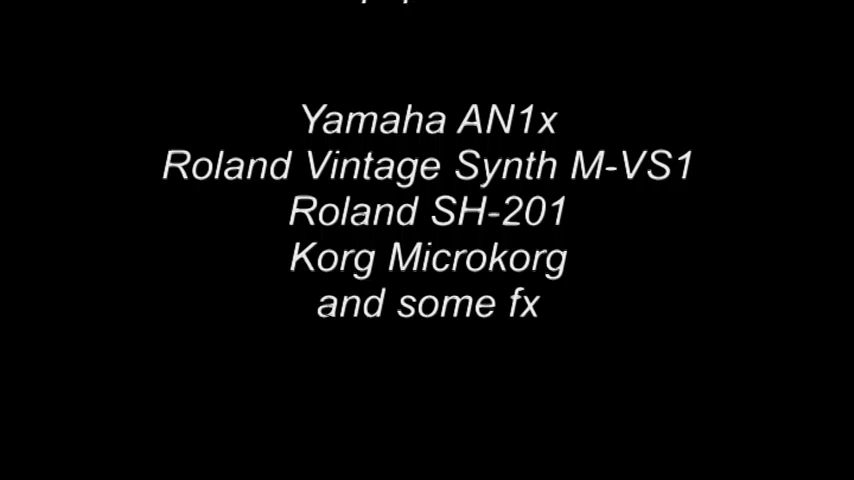 Yamaha AN1x
Roland Vintage Synth M-VS1
Roland SH-201
Korg Microkorg
and some fx